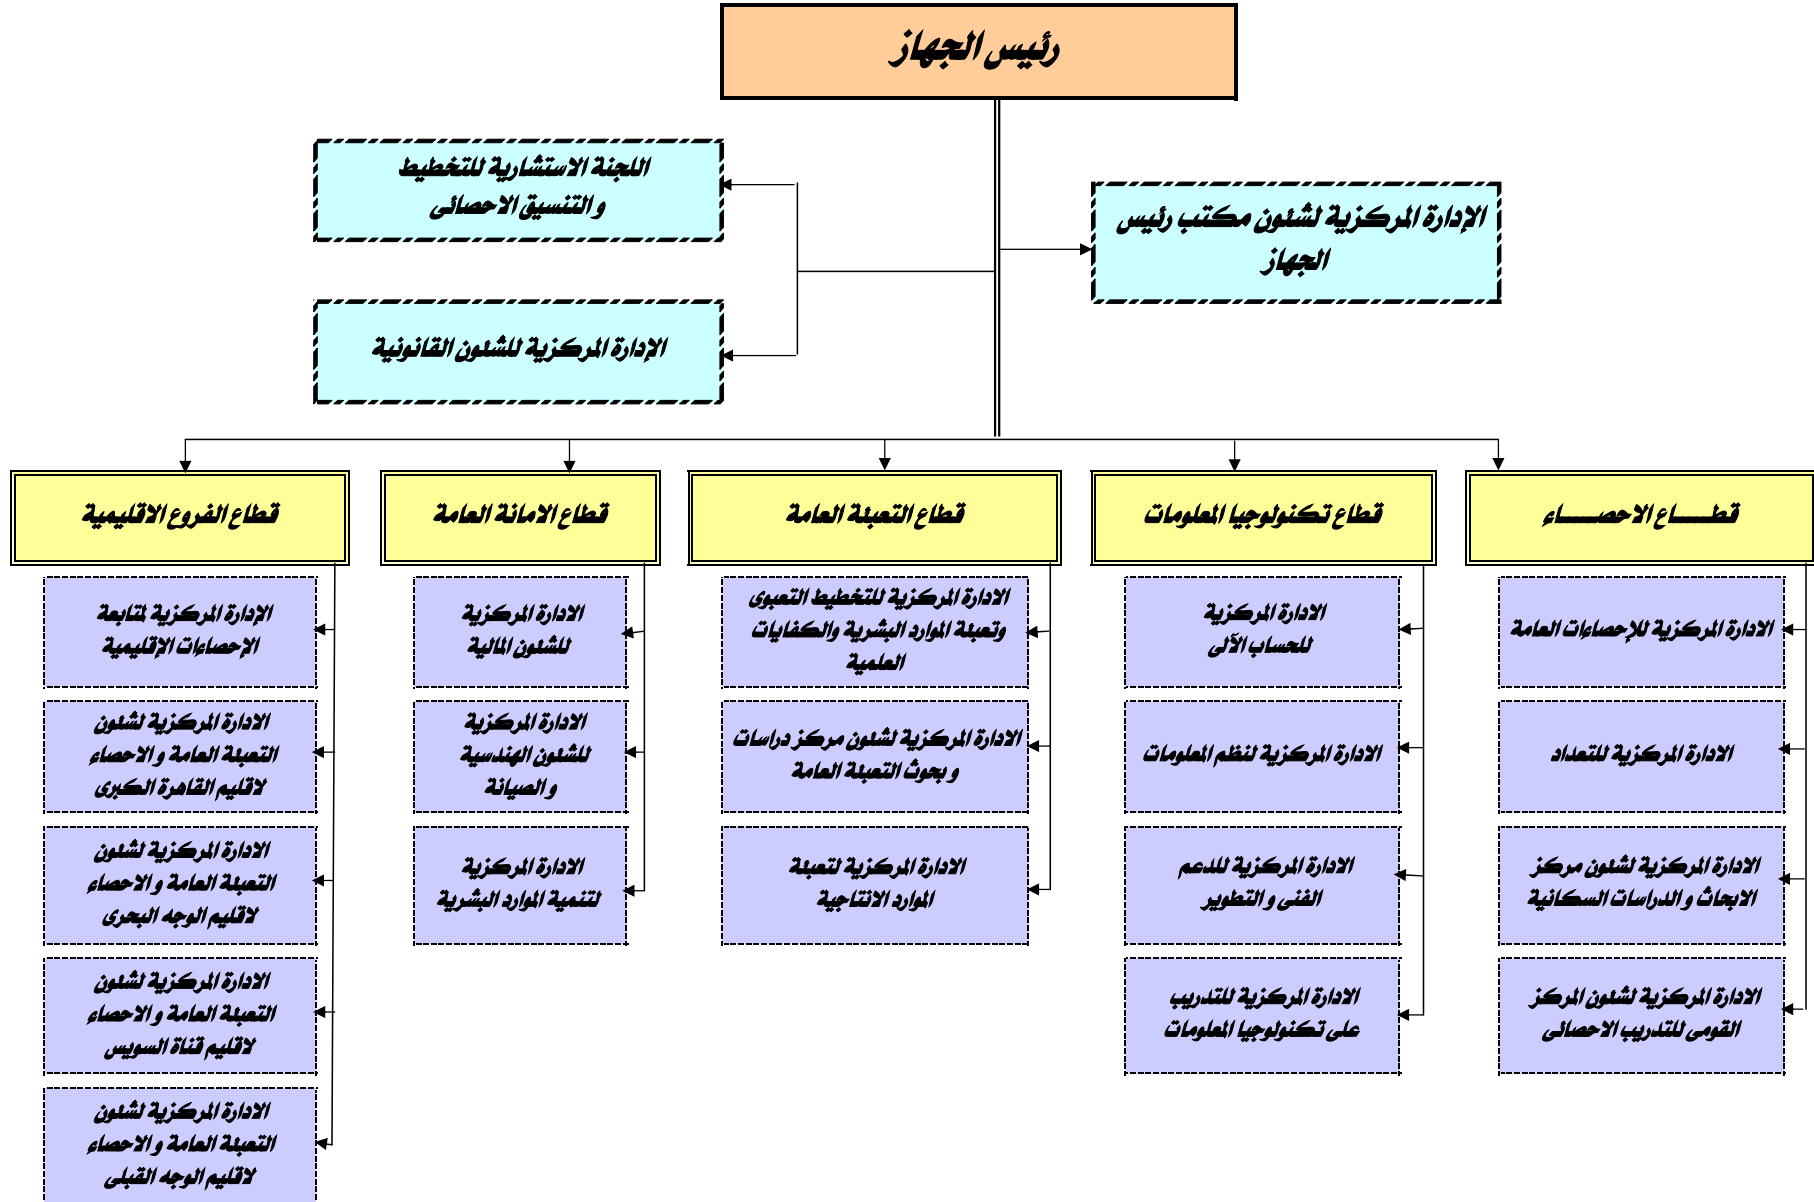 رئيس الجهاز
اللجنة الاستشارية للتخطيط
و التنسيق الاحصائى
الإدارة المركزية لشئون مكتب رئيس
الجهاز
الإدارة المركزية للشئون القانونية
قطـــــاع الاحصــــــاء
قطاع تكنولوجيا المعلومات
قطاع التعبئة العامة
قطاع الامانة العامة
قطاع الفروع الاقليمية
الادارة المركزية للإحصاءات العامة
الادارة المركزية للتعداد
الادارة المركزية لشئون مركز
الابحاث و الدراسات السكانية
الادارة المركزية لشئون المركز
القومى للتدريب الاحصائى
الادارة المركزية
للحساب الآلى
الادارة المركزية لنظم المعلومات
الادارة المركزية للدعم
الفنى و التطوير
الادارة المركزية للتدريب
على تكنولوجيا المعلومات
الادارة المركزية للتخطيط التعبوى
وتعبئة الموارد البشرية والكفايات
العلمية
الادارة المركزية لشئون مركز دراسات
و بحوث التعبئة العامة
الادارة المركزية لتعبئة
الموارد الانتاجية
الادارة المركزية
للشئون المالية
الادارة المركزية
للشئون الهندسية
و الصيانة
الادارة المركزية
لتنمية الموارد البشرية
الإدارة المركزية لمتابعة
الإحصاءات الإقليمية
الادارة المركزية لشئون
التعبئة العامة و الاحصاء
لاقليم القاهرة الكبرى
الادارة المركزية لشئون
التعبئة العامة و الاحصاء
لاقليم الوجه البحرى
الادارة المركزية لشئون
التعبئة العامة و الاحصاء
لاقليم قناة السويس
الادارة المركزية لشئون
التعبئة العامة و الاحصاء
لاقليم الوجه القبلى